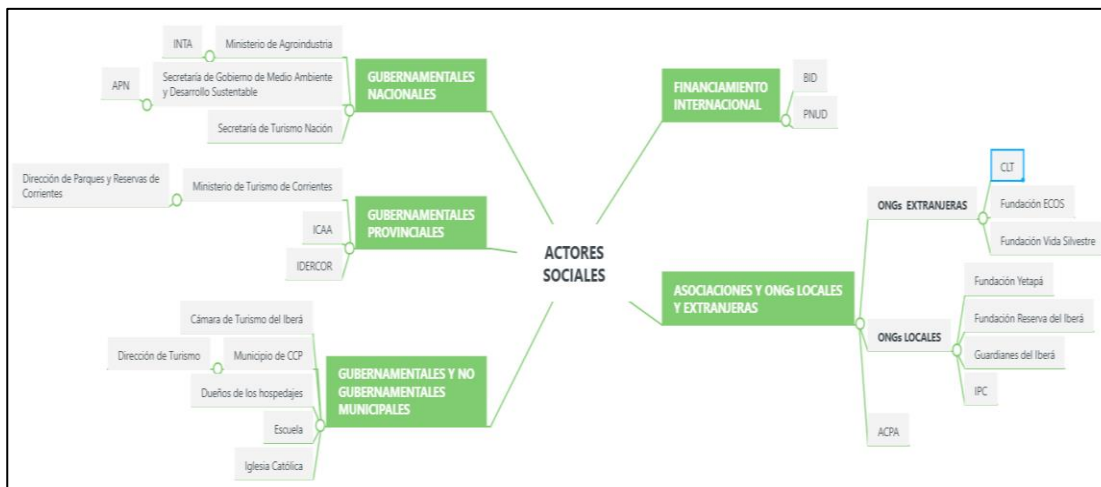 ACTORES
SOCIALES
GUBERNAMENTALES
NACIONALES
Ministerio de Agroindustria
INTA
Secretaría de Gobierno de Medio Ambiente
y Desarrollo Sustentable
APN
Secretaría de Turismo Nación
GUBERNAMENTALES
PROVINCIALES
Ministerio de Turismo de Corrientes
Dirección de Parques y Reservas de
Corrientes
ICAA
IDERCOR
GUBERNAMENTALES Y NO
GUBERNAMENTALES
MUNICIPALES
Cámara de Turismo del Iberá
Municipio de CCP
Dirección de Turismo
Dueños de los hospedajes
Escuela
Iglesia Católica
FINANCIAMIENTO
INTERNACIONAL
BID
PNUD
ASOCIACIONES Y ONGs LOCALES
Y EXTRANJERAS
ONGs EXTRANJERAS
CLT
Fundación ECOS
Fundación Vida Silvestre
ONGs LOCALES
Fundación Yetapá
Fundación Reserva del Iberá
Guardianes del Iberá
IPC
ACPA